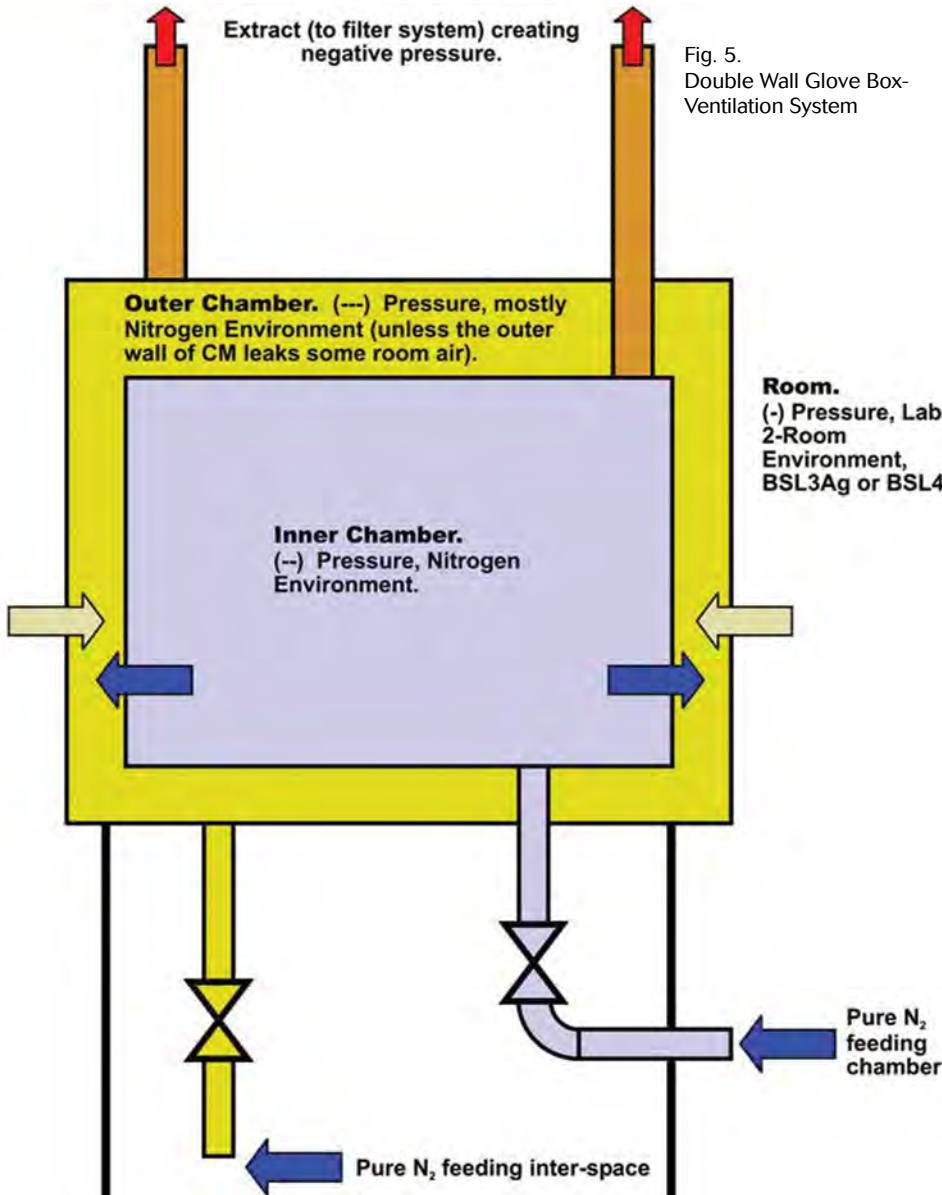 Extract (to filter system) creating
negative pressure.
Fig. 5.
Double Wall Glove Box-
Ventilation System
Outer Chamber. (---) Pressure, mostly
Nitrogen Environment (unless the outer
wall of CM leaks some room air).
Room.
(-) Pressure, Lab
2-Room
Environment,
BSL3Ag or BSL4
Inner Chamber.
(--) Pressure, Nitrogen
Environment.
Pure N₂
feeding
chamber
Pure N₂ feeding inter-space